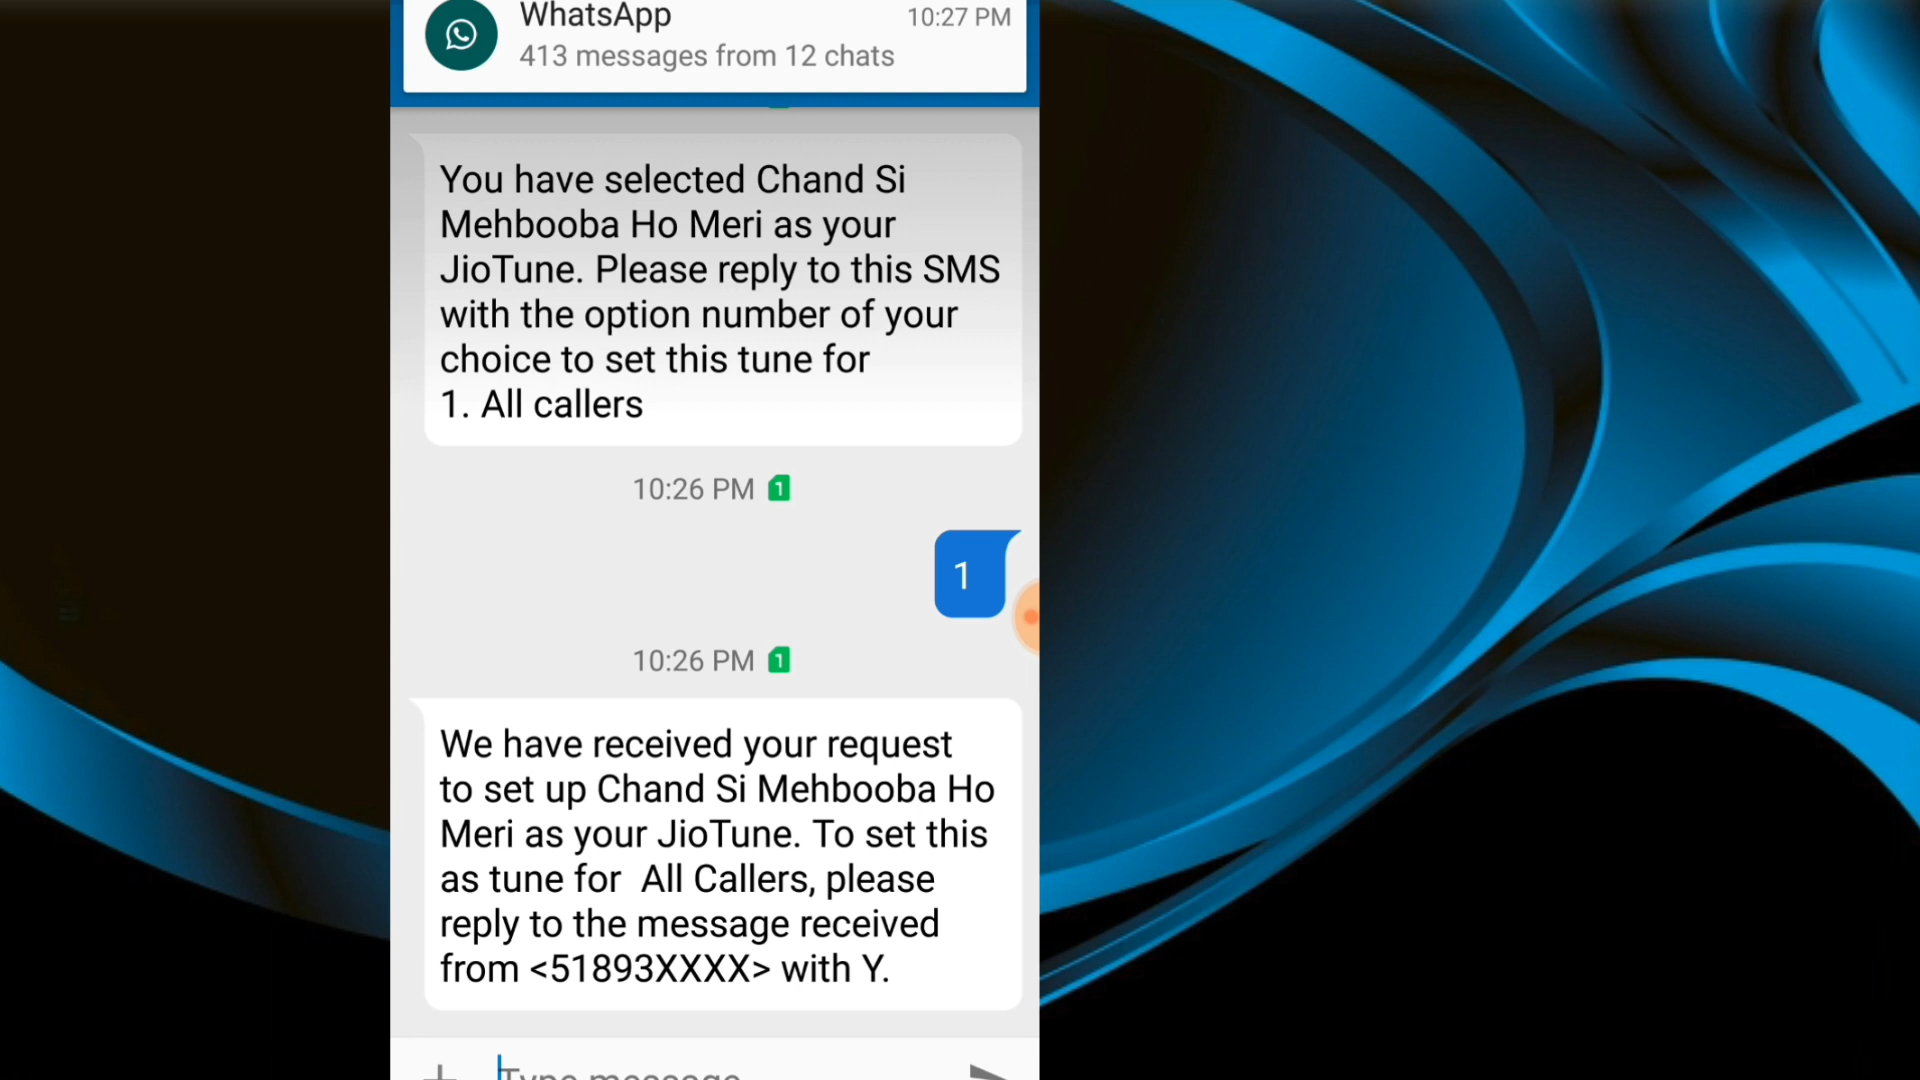 WhatsApp
10:27 PM
413 messages from 12 chats
You have selected Chand Si
Mehbooba Ho Meri as your
JioTune. Please reply to this SMS
with the option number of your
choice to set this tune for
1. All callers
10:26 PM 1
1
10:26 PM 1
We have received your request
to set up Chand Si Mehbooba Ho
Meri as your JioTune. To set this
as tune for  All Callers, please
reply to the message received
from <51893XXXX> with Y.
Type message